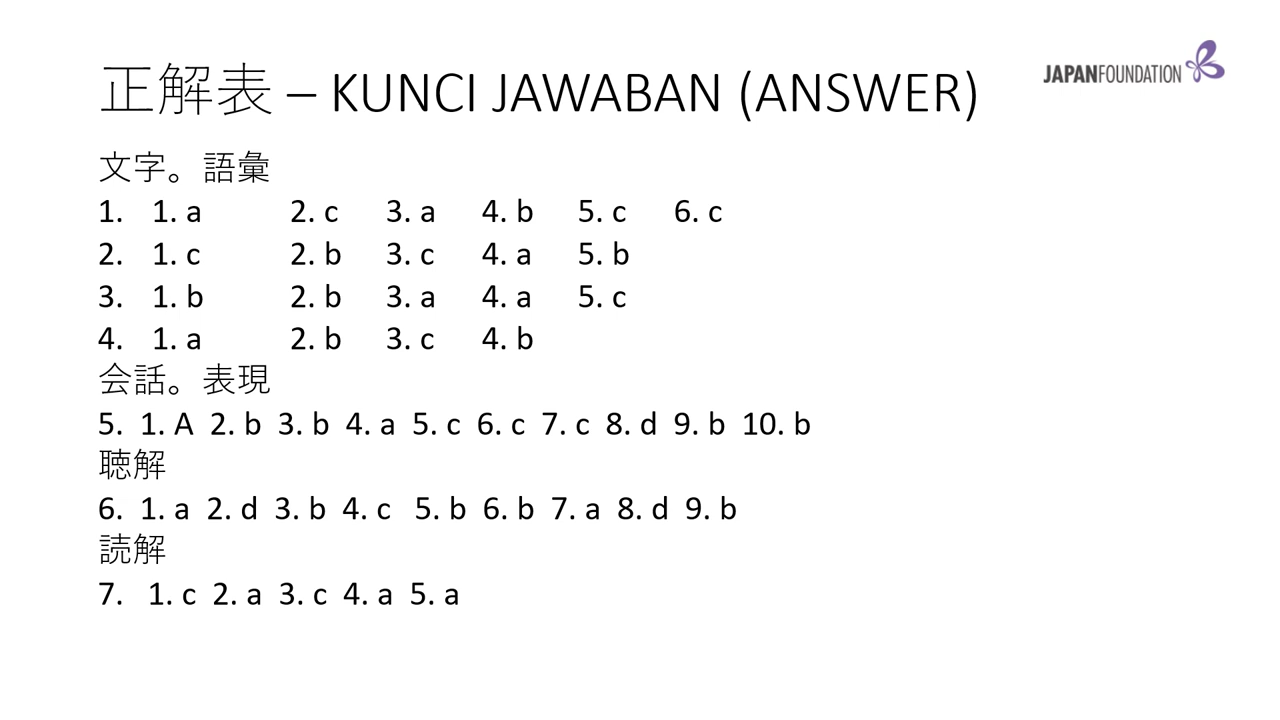 正解表 – KUNCI JAWABAN (ANSWER)
JAPANFOUNDATION
文字。語彙
1. 1. a 2. c 3. a 4. b 5. c 6. c
2. 1. c 2. b 3. c 4. a 5. b
3. 1. b 2. b 3. a 4. a 5. c
4. 1. a 2. b 3. c 4. b
会話。表現
5. 1. A 2. b 3. b 4. a 5. c 6. c 7. c 8. d 9. b 10. b
聴解
6. 1. a 2. d 3. b 4. c 5. b 6. b 7. a 8. d 9. b
読解
7. 1. c 2. a 3. c 4. a 5. a